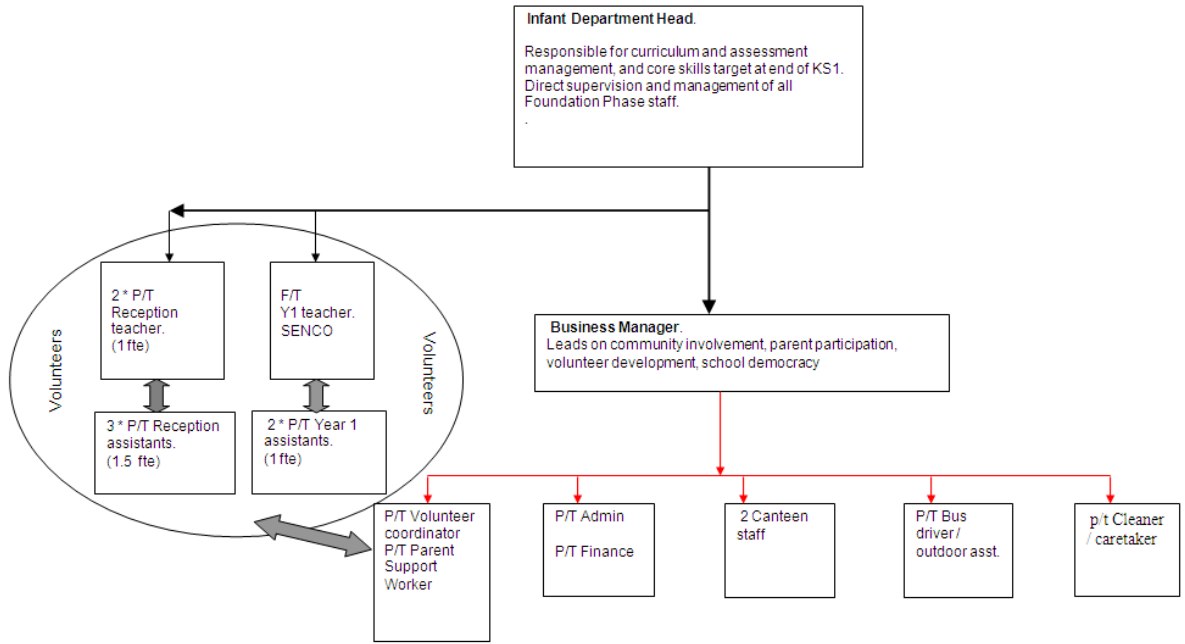 Infant Department Head.
Responsible for curriculum and assessment
management, and core skills target at end of KS1.
Direct supervision and management of all
Foundation Phase staff.
.
2 * P/T
Reception
teacher.
(1 fte)
F/T
Y1 teacher.
SENCO
Volunteers
Volunteers
3 * P/T Reception
assistants.
(1.5 fte)
2 * P/T Year 1
assistants.
(1 fte)
Business Manager.
Leads on community involvement, parent participation,
volunteer development, school democracy
P/T Volunteer
coordinator
P/T Parent
Support
Worker
P/T Admin
P/T Finance
2 Canteen
staff
P/T Bus
driver /
outdoor asst.
p/t Cleaner
/ caretaker